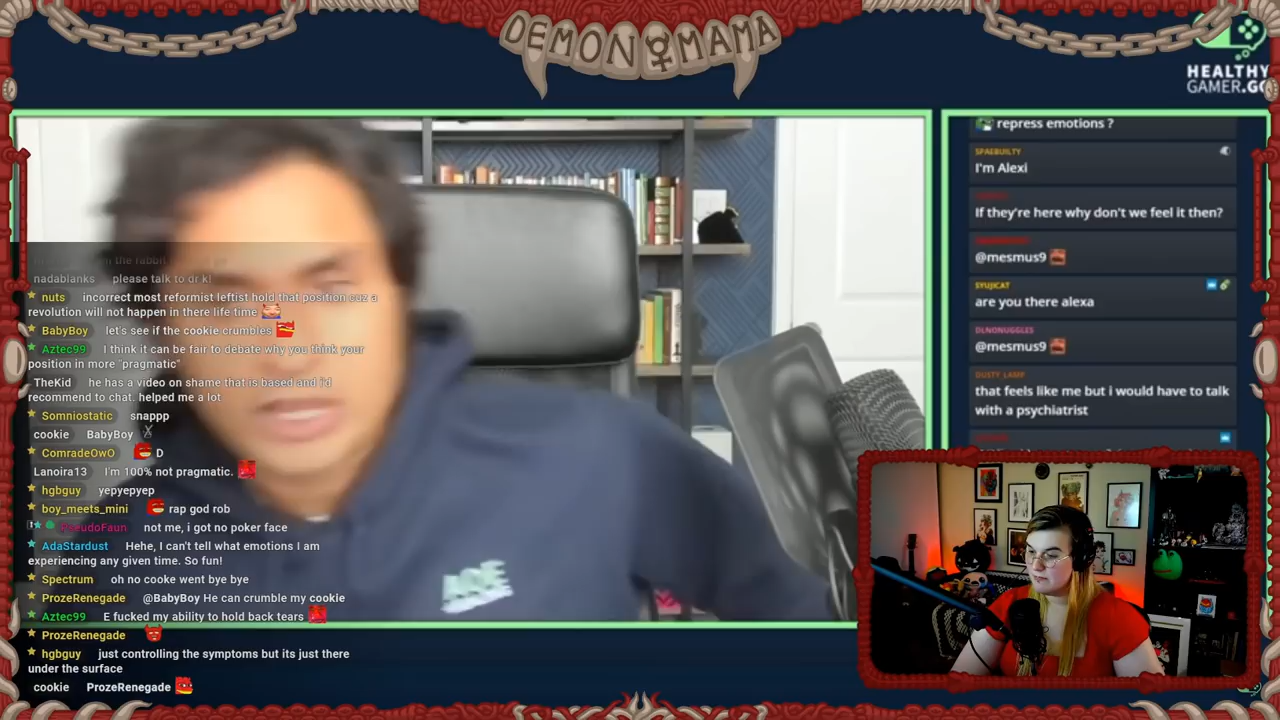 DEMON MAMA
HEALTHY
GAMER.GG
repress emotions ?
SPAEBUILTY
I'm Alexi
If they're here why don't we feel it then?
@mesmus9
SYUJICAT
are you there alexa
DLNONUGGLES
@mesmus9
DUSTY_LAMP
that feels like me but i would have to talk
with a psychiatrist
the rabbit
nadablanks please talk to dr k!
nuts incorrect most reformist leftist hold that position cuz a
revolution will not happen in there life time
BabyBoy let's see if the cookie crumbles
Aztec99 I think it can be fair to debate why you think your
position in more "pragmatic"
TheKid he has a video on shame that is based and i'd
recommend to chat. helped me a lot
Somniostatic snappp
cookie BabyBoy
ComradeOwO D
Lanoira13 I'm 100% not pragmatic.
hgbguy yepyepyep
boy_meets_mini rap god rob
PseudoFaun not me, i got no poker face
AdaStardust Hehe, I can't tell what emotions I am
experiencing any given time. So fun!
Spectrum oh no cooke went bye bye
ProzeRenegade @BabyBoy He can crumble my cookie
Aztec99 E fucked my ability to hold back tears
ProzeRenegade
hgbguy just controlling the symptoms but its just there
under the surface
cookie ProzeRenegade